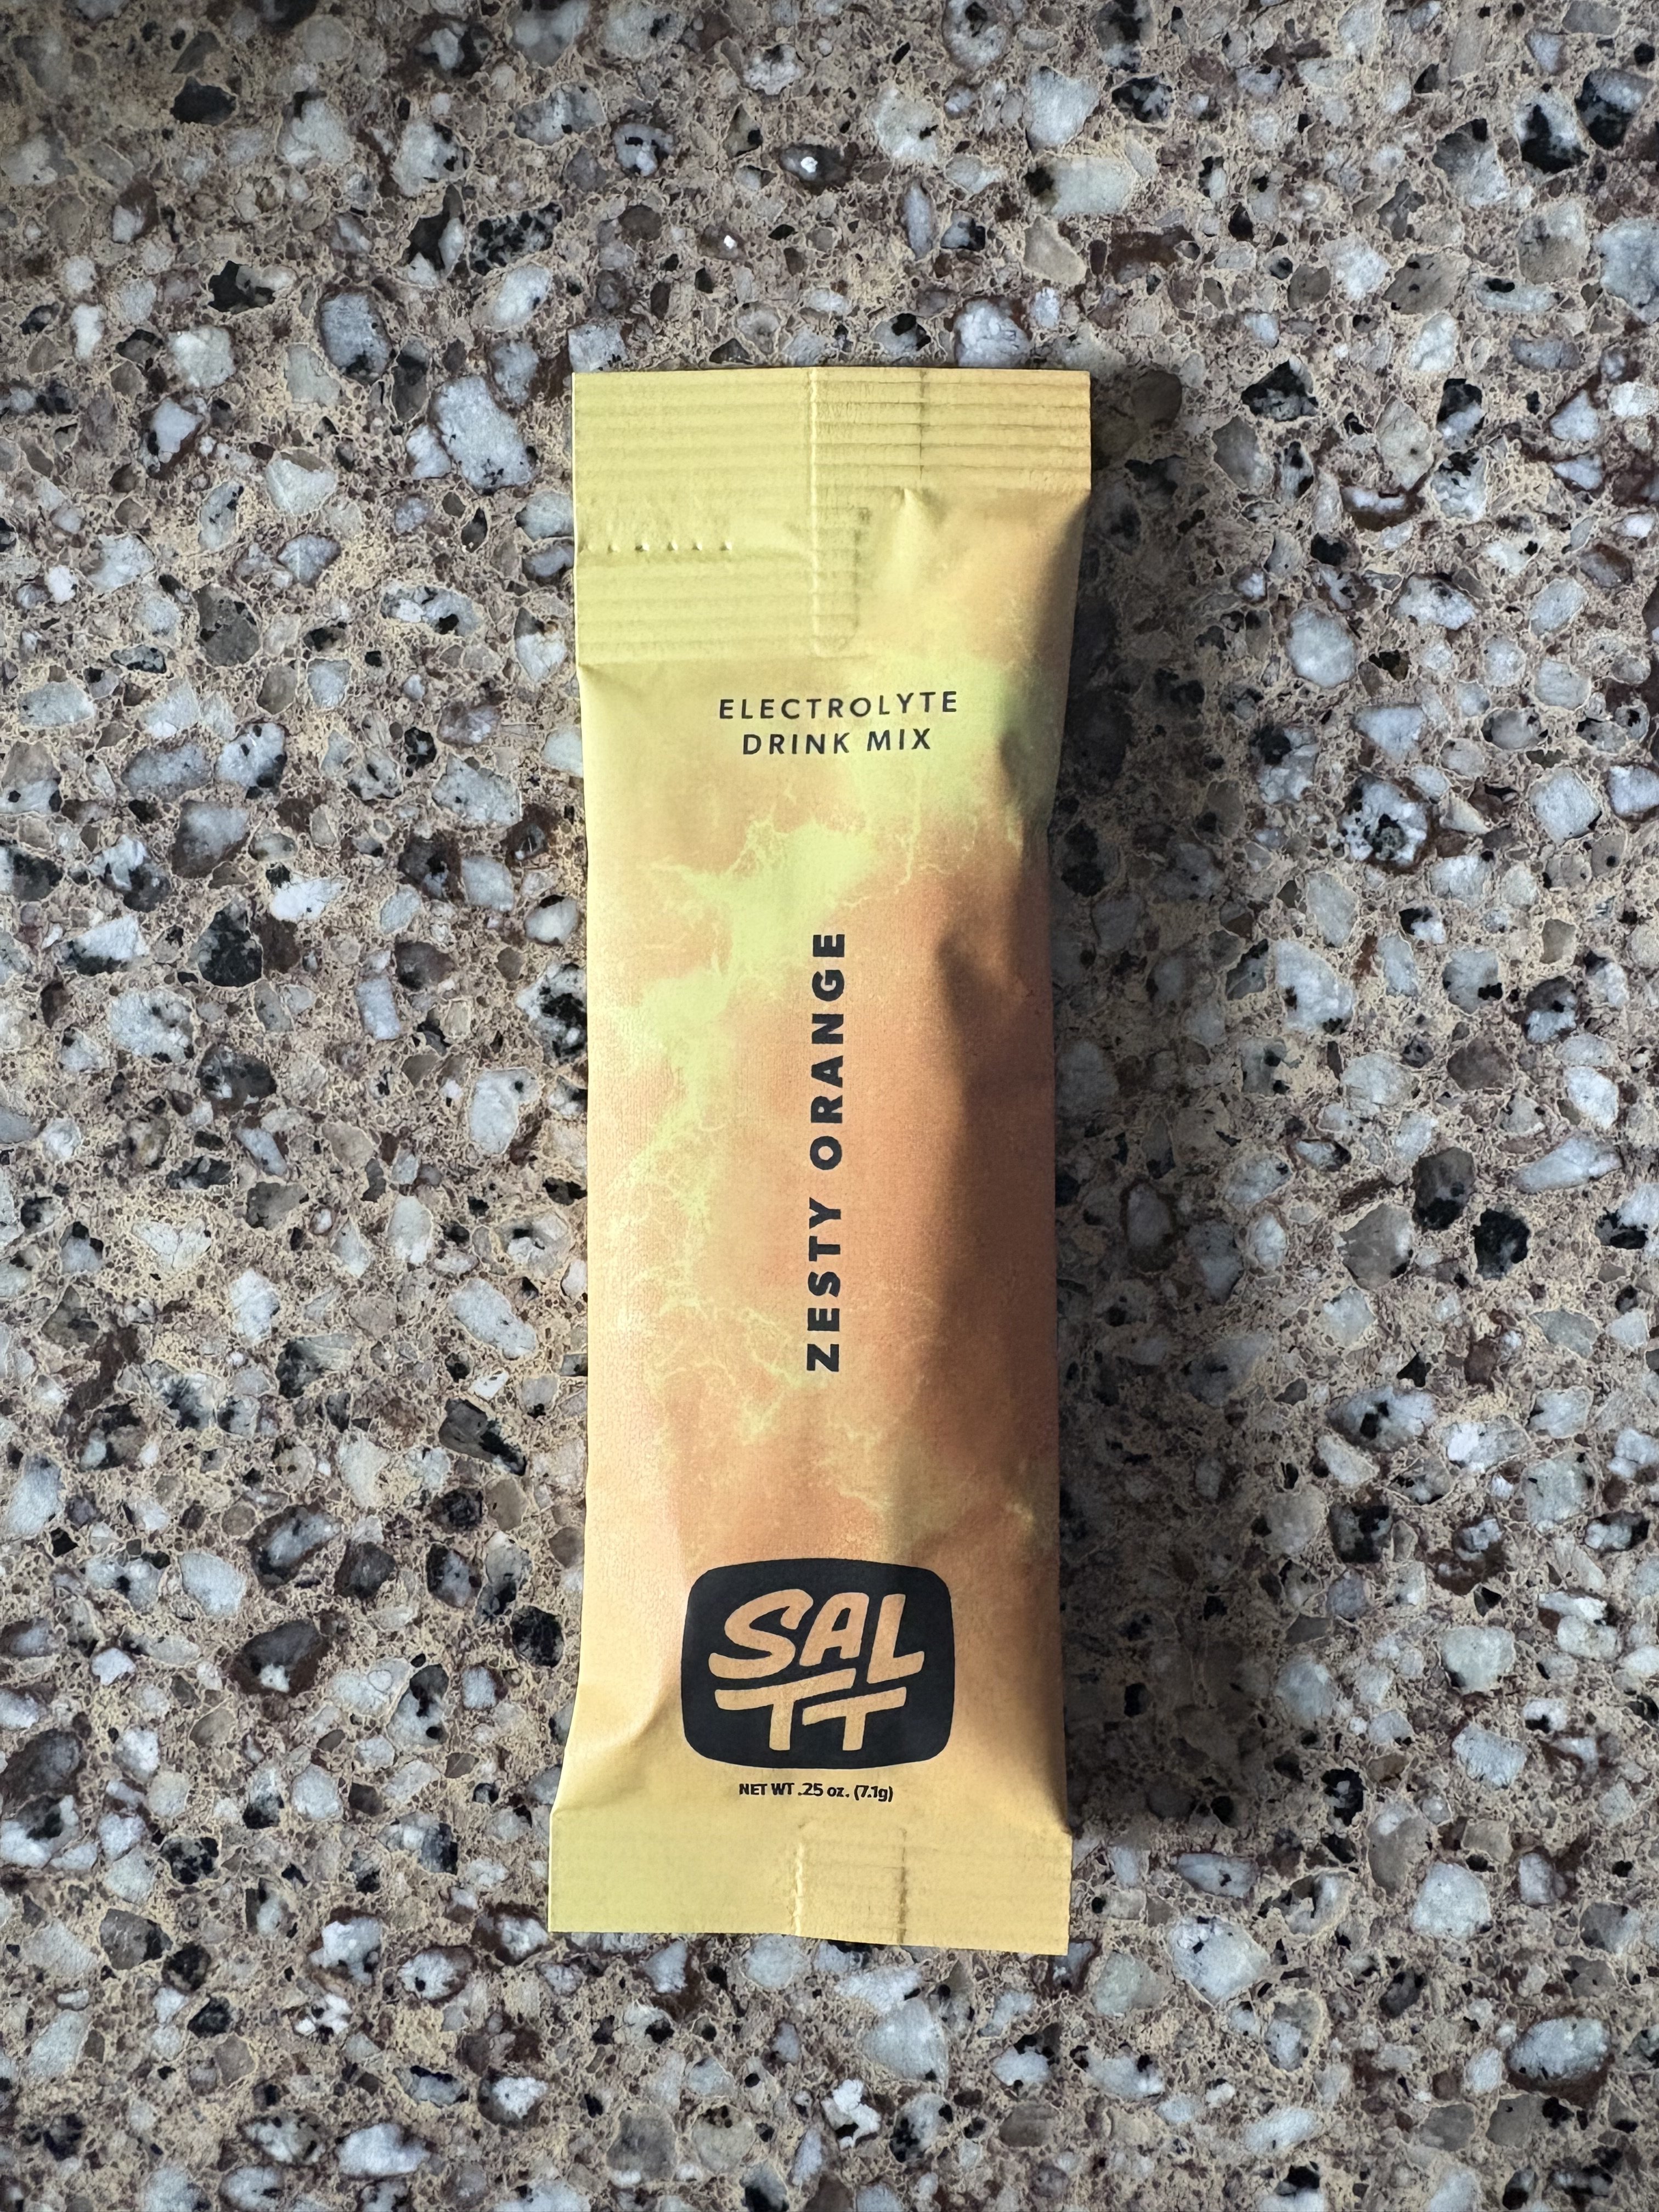 ELECTROLYTE
DRINK MIX
ZESTY ORANGE
SAL
TT
NET WT .25 oz. (7.1g)